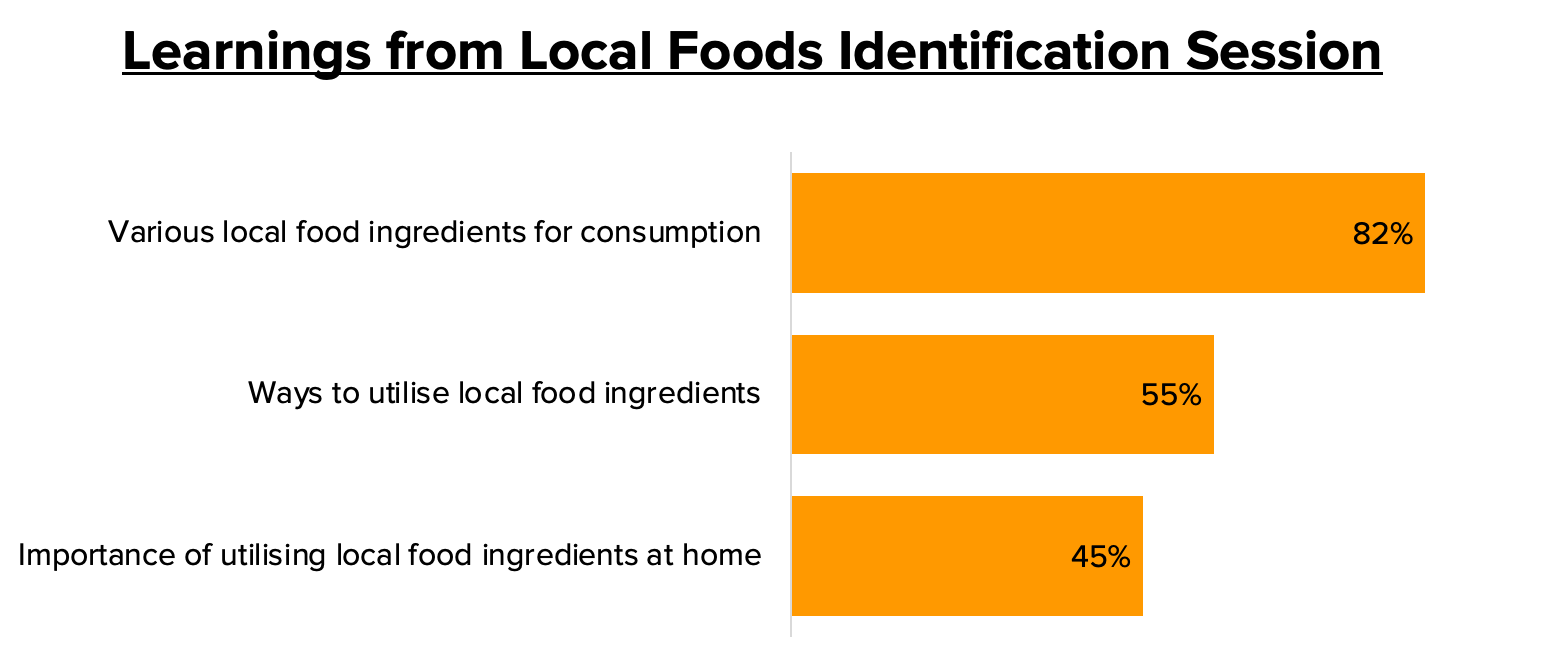 Learnings from Local Foods Identification Session
Various local food ingredients for consumption
82%
Ways to utilise local food ingredients
55%
Importance of utilising local food ingredients at home
45%